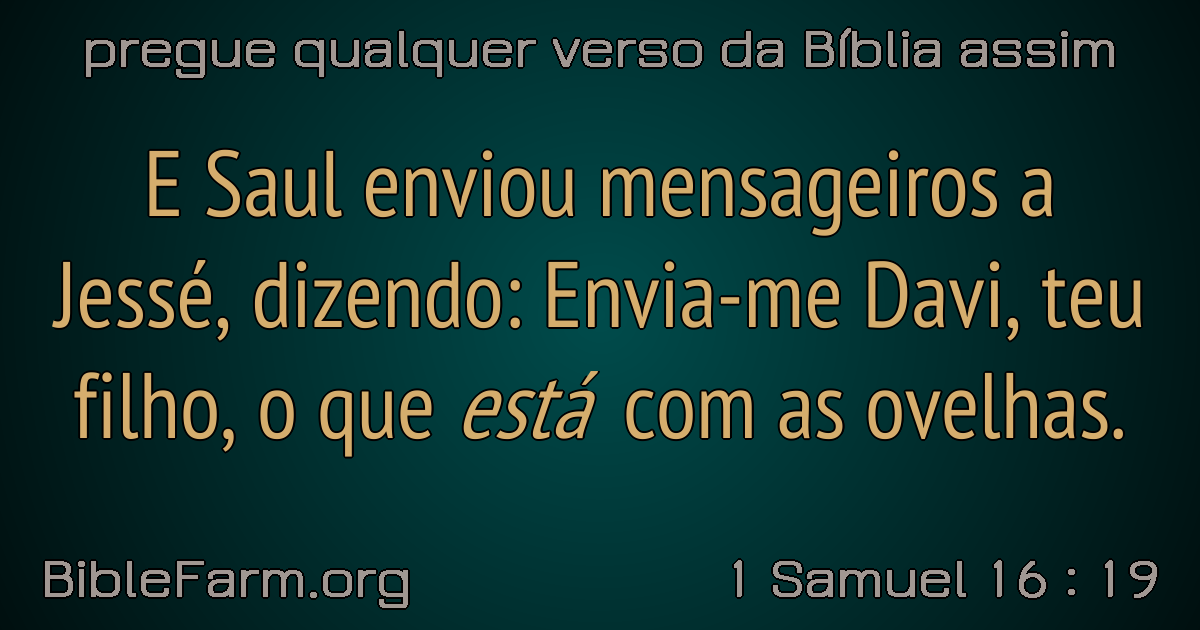 pregue qualquer verso da Bíblia assim
E Saul enviou mensageiros a
Jessé, dizendo: Envia-me Davi, teu
filho, o que está com as ovelhas.
BibleFarm.org
1 Samuel 16 : 19